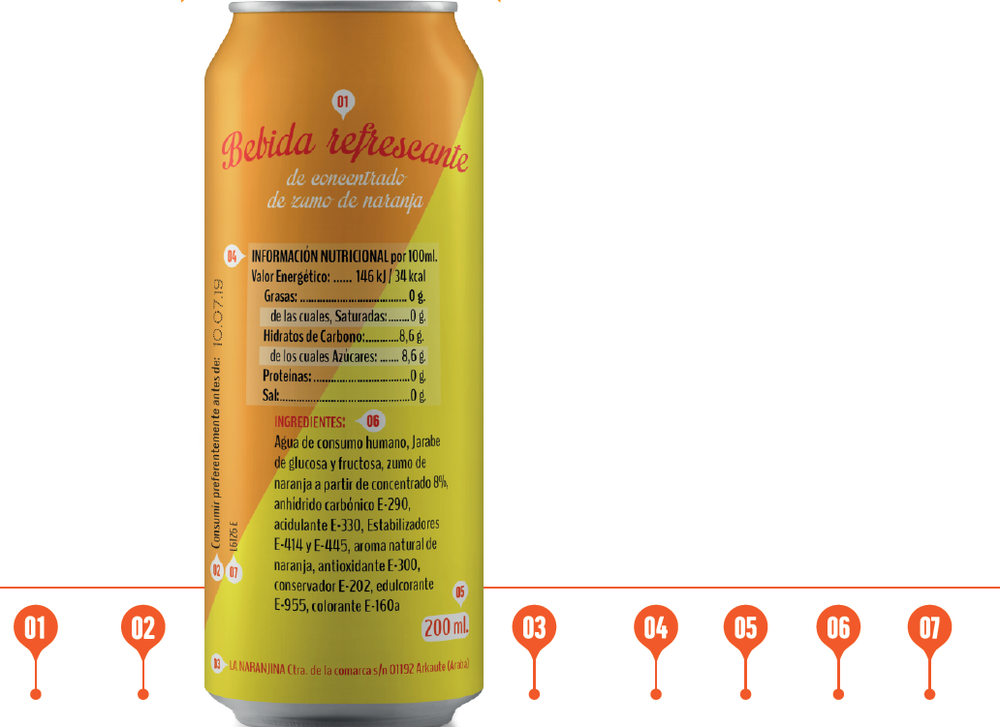 01
Bebida refrescante
de concentrado
de zumo de naranja
04
INFORMACIÓN NUTRICIONAL por 100ml.
Valor Energético: ...... 146 kJ / 34 kcal
Grasas: ....................................... 0 g.
de las cuales, Saturadas:.......0 g.
Hidratos de Carbono:...........8,6 g.
de los cuales Azúcares: ...... 8,6 g.
Proteínas: ..................................0 g.
Sal:..............................................0 g.
Consumir preferentemente antes de: 10.07.19
L6126 E
02
07
INGREDIENTES:
06
Agua de consumo humano, Jarabe
de glucosa y fructosa, zumo de
naranja a partir de concentrado 8%,
anhídrido carbónico E-290,
acidulante E-330, Estabilizadores
E-414 y E-445, aroma natural de
naranja, antioxidante E-300,
conservador E-202, edulcorante
E-955, colorante E-160a
05
200 ml.
03
LA NARANJINA Ctra. de la comarca s/n 01192 Arkaute (Araba)
01
02
03
04
05
06
07